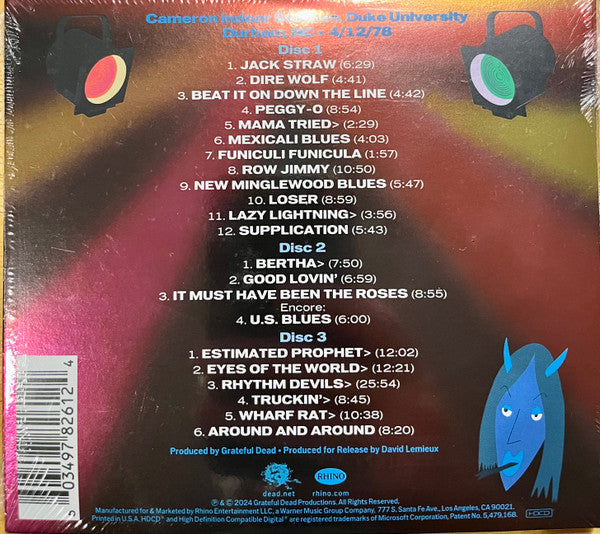 Cameron Indoor Stadium, Duke University
Durham, NC • 4/12/78
Disc 1
1. JACK STRAW (6:29)
2. DIRE WOLF (4:41)
3. BEAT IT ON DOWN THE LINE (4:42)
4. PEGGY-O (8:54)
5. MAMA TRIED> (2:29)
6. MEXICALI BLUES (4:03)
7. FUNICULI FUNICULA (1:57)
8. ROW JIMMY (10:50)
9. NEW MINGLEWOOD BLUES (5:47)
10. LOSER (8:59)
11. LAZY LIGHTNING> (3:56)
12. SUPPLICATION (5:43)
Disc 2
1. BERTHA> (7:50)
2. GOOD LOVIN' (6:59)
3. IT MUST HAVE BEEN THE ROSES (8:55)
Encore:
4. U.S. BLUES (6:00)
Disc 3
1. ESTIMATED PROPHET> (12:02)
2. EYES OF THE WORLD> (12:21)
3. RHYTHM DEVILS> (25:54)
4. TRUCKIN'> (8:45)
5. WHARF RAT> (10:38)
6. AROUND AND AROUND (8:20)
Produced by Grateful Dead • Produced for Release by David Lemieux
RHINO
dead.net rhino.com
℗ & © 2024 Grateful Dead Productions. All Rights Reserved.
Manufactured for & Marketed by Rhino Entertainment LLC, a Warner Music Group Company, 777 S. Santa Fe Ave., Los Angeles, CA 90021.
Printed in U.S.A. HDCD® and High Definition Compatible Digital® are registered trademarks of Microsoft Corporation, Patent No. 5,479,168.
HDCD
6 03497 82612 4